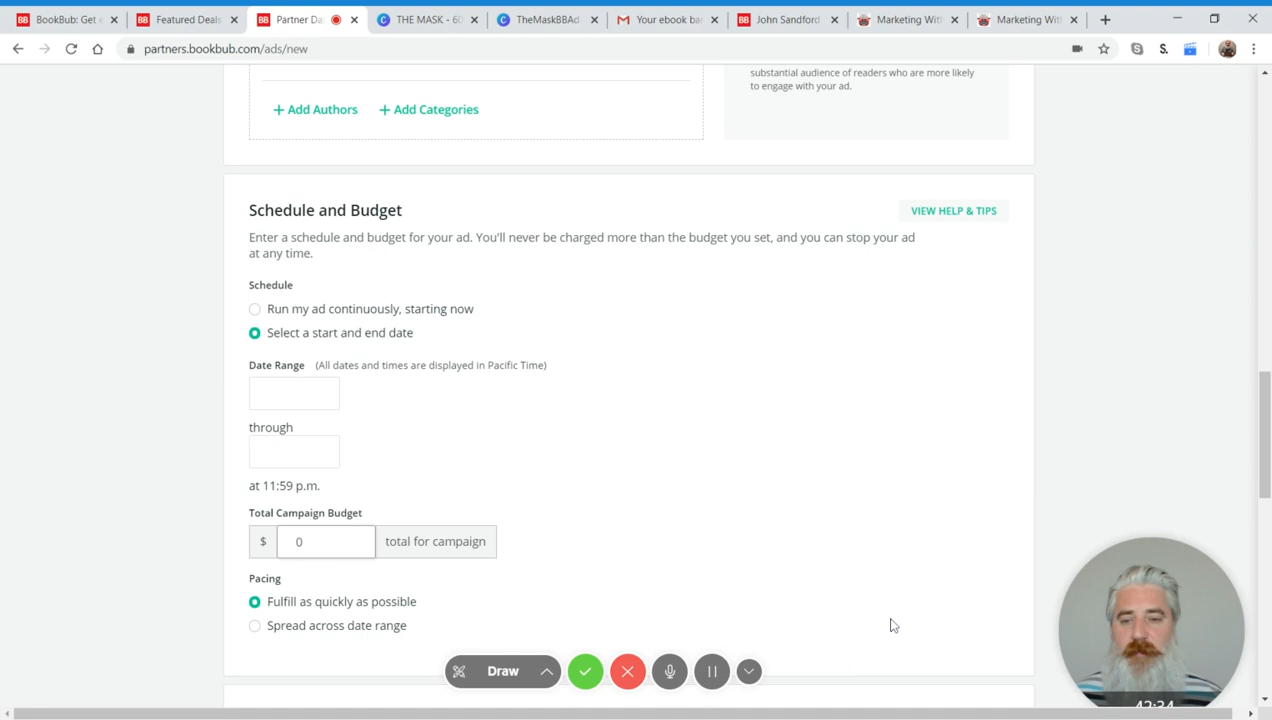 BookBub: Get e
Featured Deals
Partner Da
THE MASK - 60
TheMaskBBAd
Your ebook ba
John Sandford
Marketing Wit
Marketing Wit
partners.bookbub.com/ads/new
substantial audience of readers who are more likely
to engage with your ad.
+ Add Authors + Add Categories
Schedule and Budget
VIEW HELP & TIPS
Enter a schedule and budget for your ad. You'll never be charged more than the budget you set, and you can stop your ad
at any time.
Schedule
Run my ad continuously, starting now
Select a start and end date
Date Range (All dates and times are displayed in Pacific Time)
through
at 11:59 p.m.
Total Campaign Budget
$ 0 total for campaign
Pacing
Fulfill as quickly as possible
Spread across date range
Draw
42:34